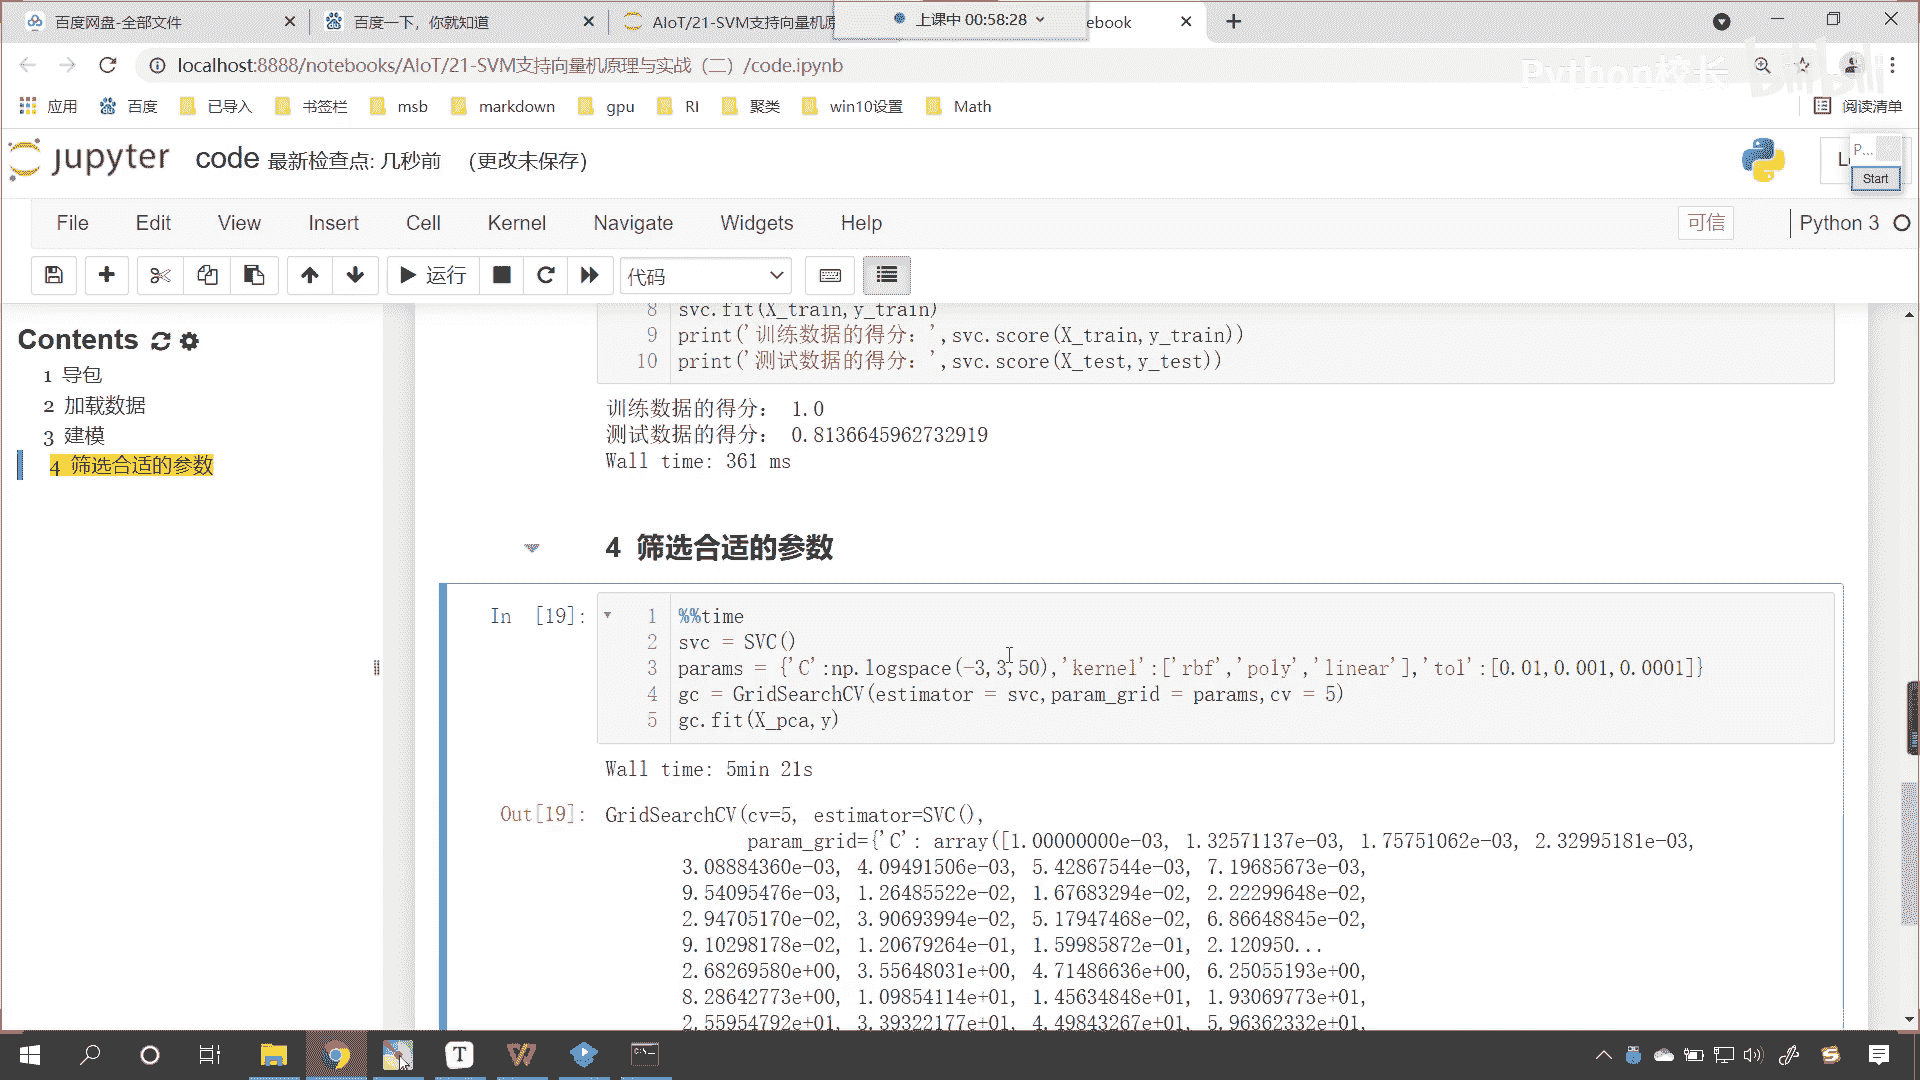 百度网盘-全部文件
百度一下，你就知道
AIoT/21-SVM支持向量机原
上课中 00:58:28
ebook
localhost:8888/notebooks/AIoT/21-SVM支持向量机原理与实战（二）/code.ipynb
Python校长
bilibili
应用
百度
已导入
书签栏
msb
markdown
gpu
RI
聚类
win10设置
Math
阅读清单
jupyter
code 最新检查点: 几秒前 (更改未保存)
P...
Start
File
Edit
View
Insert
Cell
Kernel
Navigate
Widgets
Help
可信
Python 3
运行
代码
Contents
1 导包
2 加载数据
3 建模
4 筛选合适的参数
8 svc.fit(X_train,y_train)
9 print('训练数据的得分：',svc.score(X_train,y_train))
10 print('测试数据的得分：',svc.score(X_test,y_test))
训练数据的得分： 1.0
测试数据的得分： 0.8136645962732919
Wall time: 361 ms
4 筛选合适的参数
In [19]:
1 %%time
2 svc = SVC()
3 params = {'C':np.logspace(-3,3,50),'kernel':['rbf','poly','linear'],'tol':[0.01,0.001,0.0001]}
4 gc = GridSearchCV(estimator = svc,param_grid = params,cv = 5)
5 gc.fit(X_pca,y)
Wall time: 5min 21s
Out[19]: GridSearchCV(cv=5, estimator=SVC(),
param_grid={'C': array([1.00000000e-03, 1.32571137e-03, 1.75751062e-03, 2.32995181e-03,
3.08884360e-03, 4.09491506e-03, 5.42867544e-03, 7.19685673e-03,
9.54095476e-03, 1.26485522e-02, 1.67683294e-02, 2.22299648e-02,
2.94705170e-02, 3.90693994e-02, 5.17947468e-02, 6.86648845e-02,
9.10298178e-02, 1.20679264e-01, 1.59985872e-01, 2.120950...
2.68269580e+00, 3.55648031e+00, 4.71486636e+00, 6.25055193e+00,
8.28642773e+00, 1.09854114e+01, 1.45634848e+01, 1.93069773e+01,
2.55954792e+01, 3.39322177e+01, 4.49843267e+01, 5.96362332e+01,